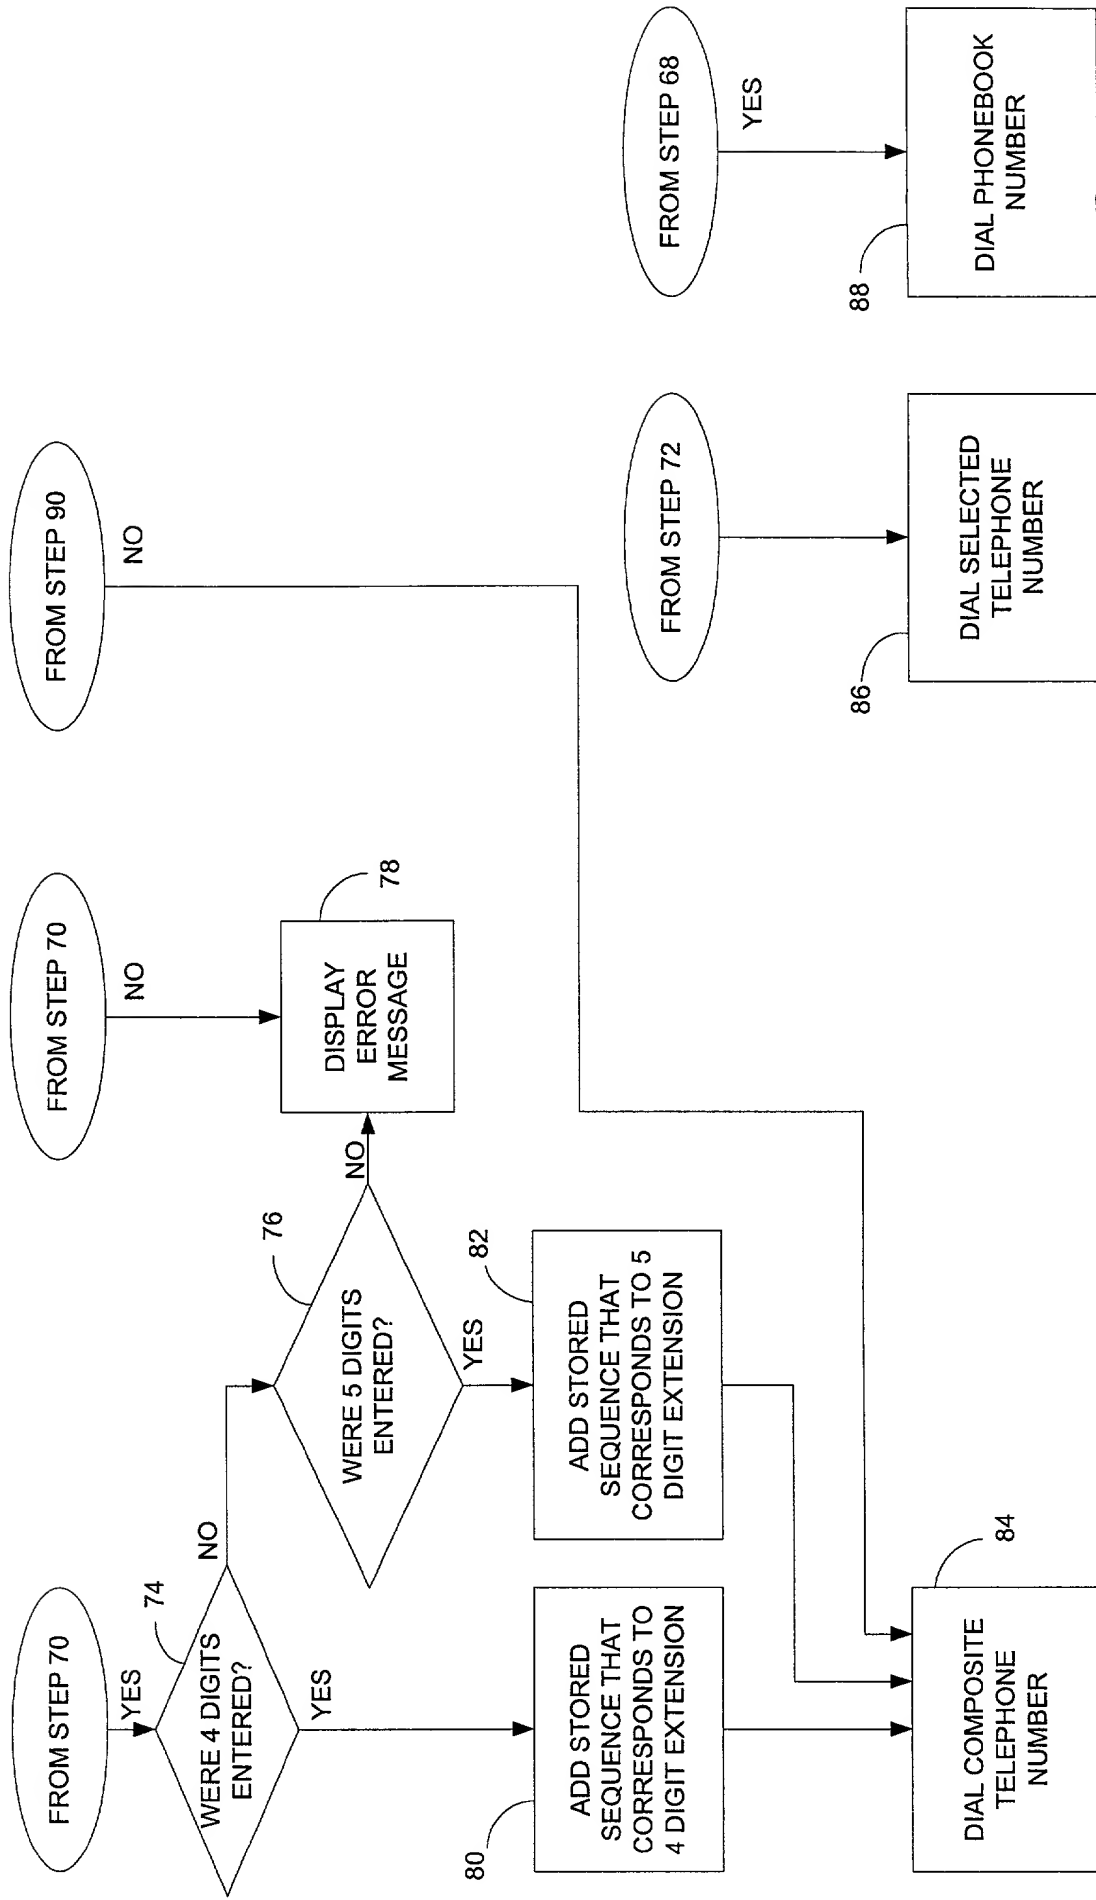 FROM STEP 70
YES
74
WERE 4 DIGITS
ENTERED?
NO
YES
80
ADD STORED
SEQUENCE THAT
CORRESPONDS TO
4 DIGIT EXTENSION
76
WERE 5 DIGITS
ENTERED?
NO
YES
82
ADD STORED
SEQUENCE THAT
CORRESPONDS TO 5
DIGIT EXTENSION
84
DIAL COMPOSITE
TELEPHONE
NUMBER
FROM STEP 70
NO
78
DISPLAY
ERROR
MESSAGE
FROM STEP 90
NO
FROM STEP 72
86
DIAL SELECTED
TELEPHONE
NUMBER
FROM STEP 68
YES
88
DIAL PHONEBOOK
NUMBER